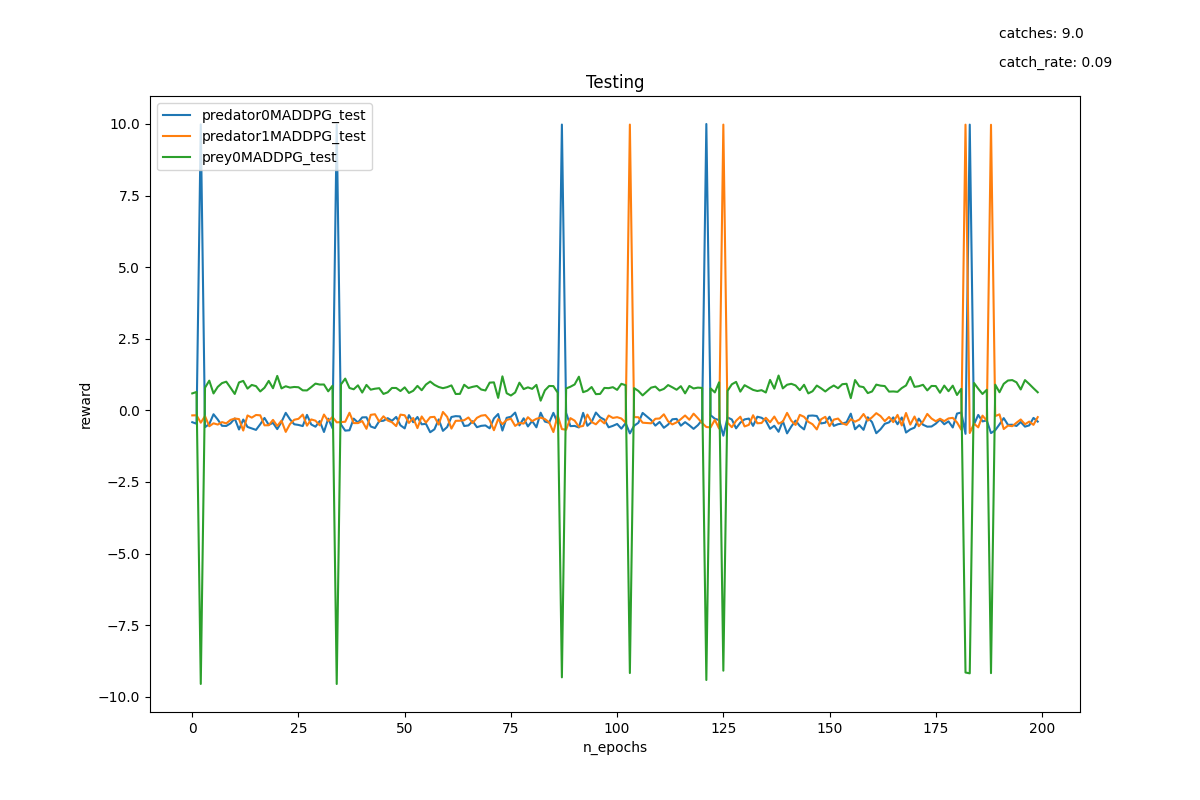 catches: 9.0
catch_rate: 0.09
Testing
predator0MADDPG_test
predator1MADDPG_test
prey0MADDPG_test
10.0
7.5
5.0
2.5
0.0
−2.5
−5.0
−7.5
−10.0
reward
0 25 50 75 100 125 150 175 200
n_epochs